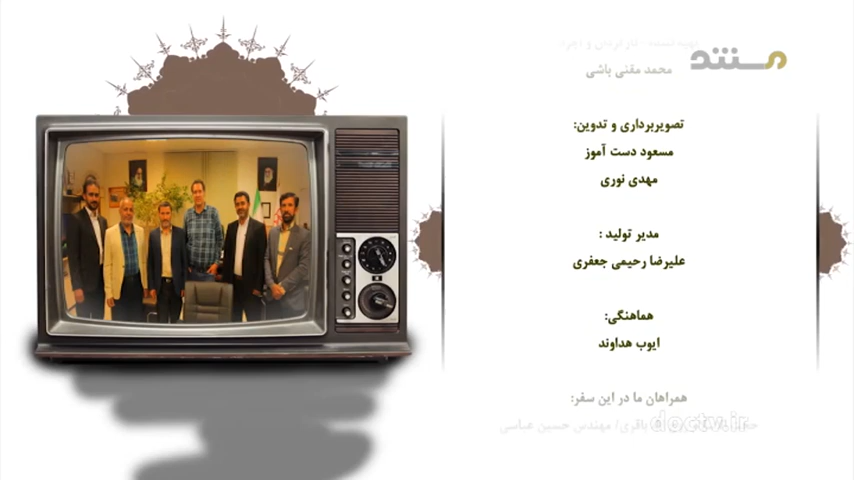 مستند
محمد مقنی باشی
تصویربرداری و تدوین:
مسعود دست آموز
مهدی نوری
مدیر تولید :
علیرضا رحیمی جعفری
هماهنگی:
ایوب هداوند
همراهان ما در این سفر:
باقری/ مهندس حسین عباسی
doctv.ir